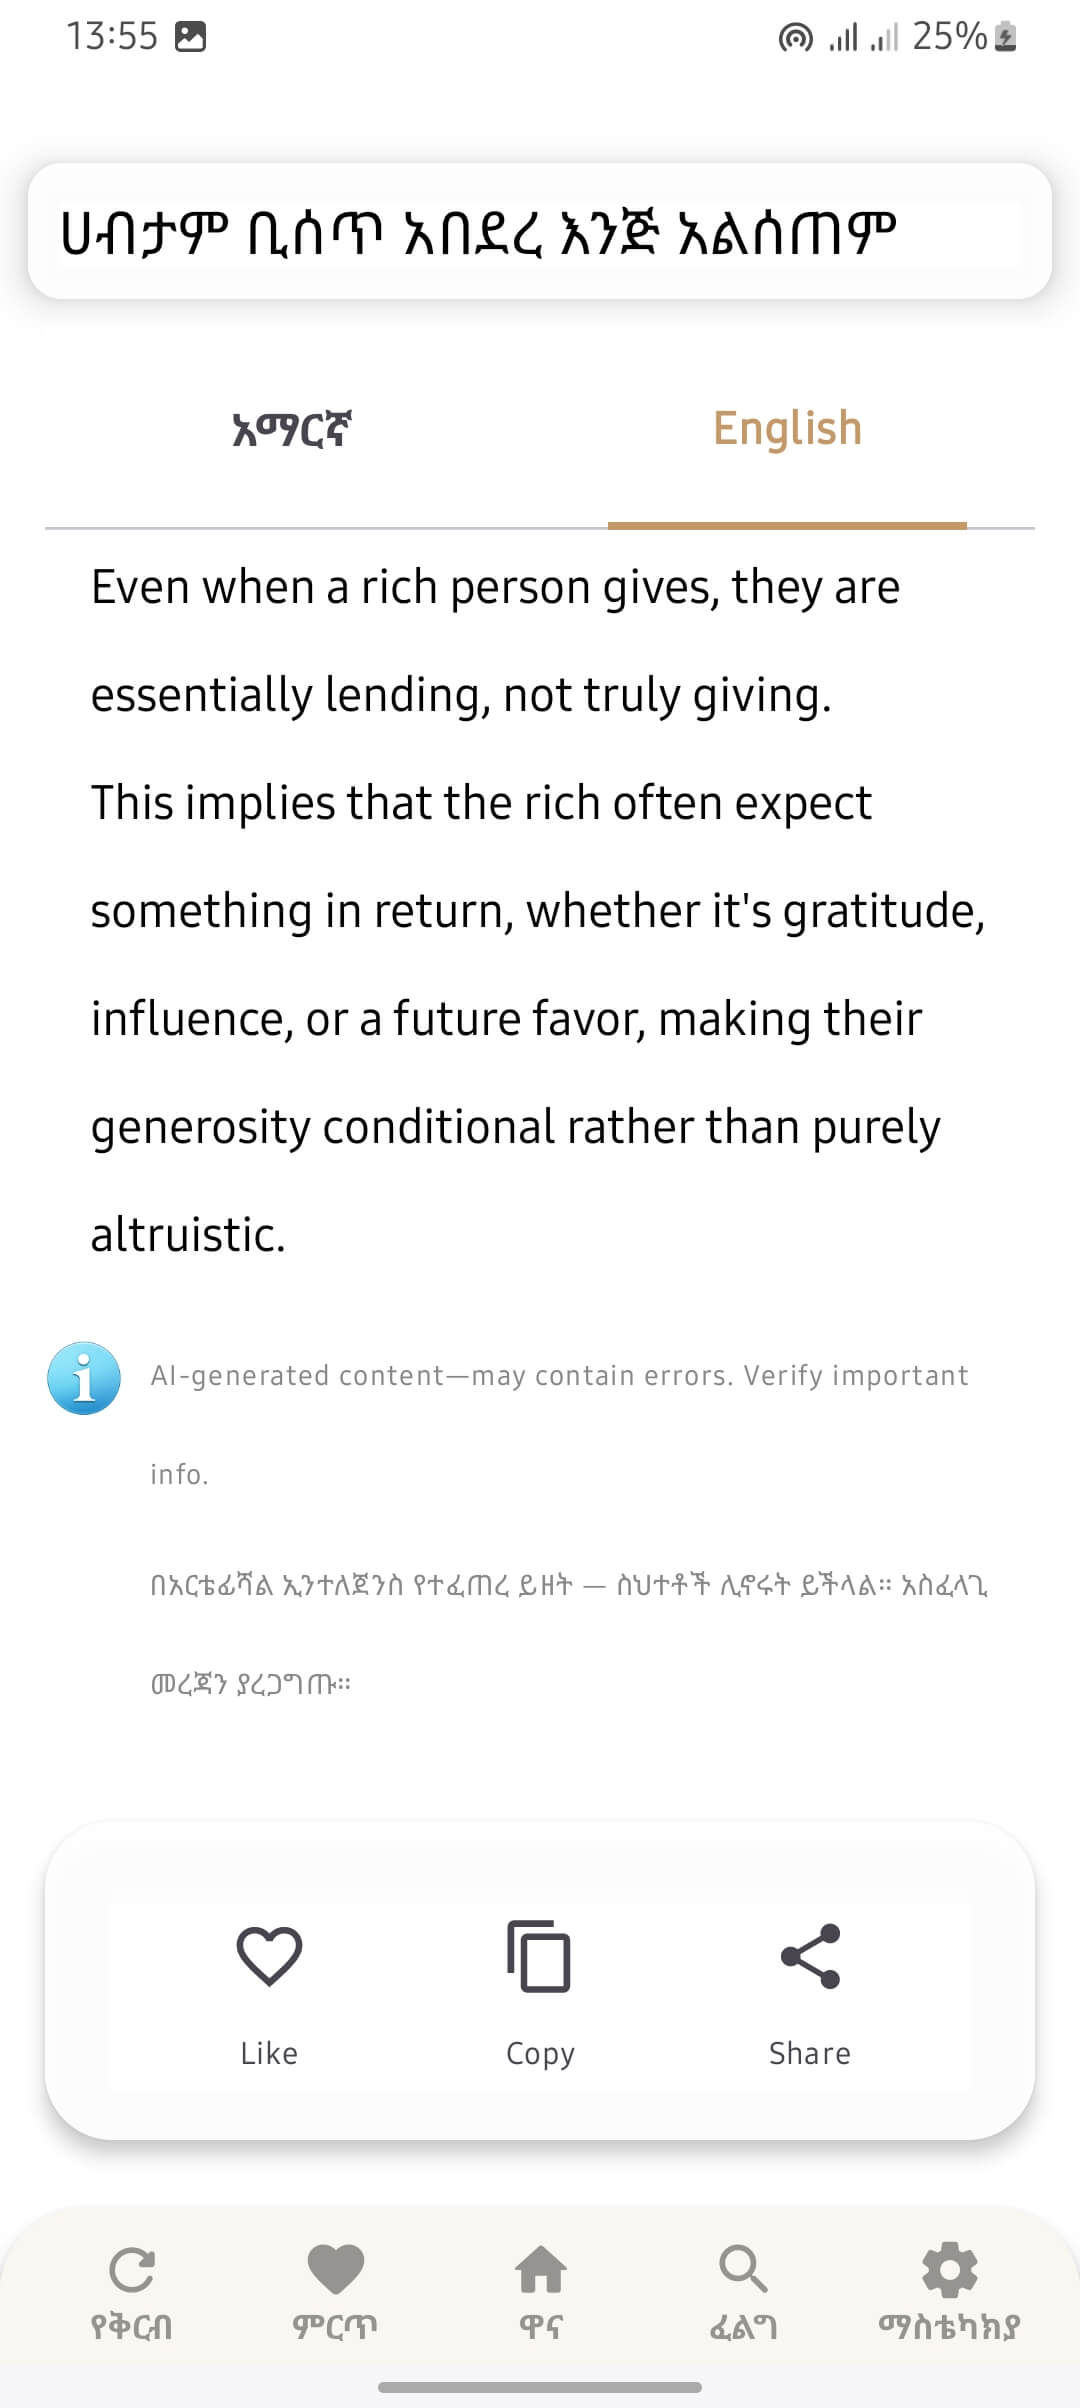 13:55
25%
ሀብታም ቢሰጥ አበደረ እንጅ አልሰጠም
አማርኛ English
Even when a rich person gives, they are
essentially lending, not truly giving.
This implies that the rich often expect
something in return, whether it's gratitude,
influence, or a future favor, making their
generosity conditional rather than purely
altruistic.
AI-generated content—may contain errors. Verify important
info.
በአርቴፊሻል ኢንተለጀንስ የተፈጠረ ይዘት — ስህተቶች ሊኖሩት ይችላል። አስፈላጊ
መረጃን ያረጋግጡ።
Like Copy Share
የቅርብ ምርጥ ዋና ፈልግ ማስቴካክያ